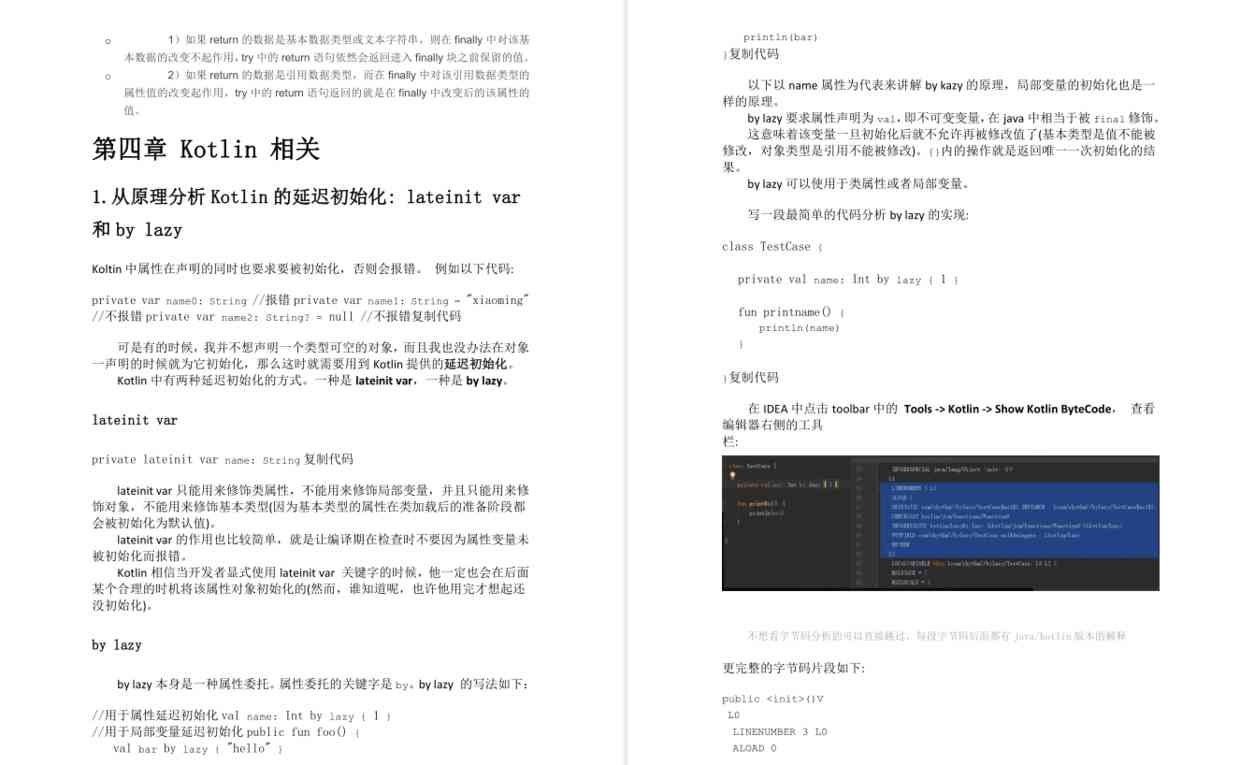 1）如果 return 的数据是基本数据类型或文本字符串，则在 finally 中对该基
本数据的改变不起作用，try 中的 return 语句依然会返回进入 finally 块之前保留的值。
2）如果 return 的数据是引用数据类型，而在 finally 中对该引用数据类型的
属性值的改变起作用，try 中的 return 语句返回的就是在 finally 中改变后的该属性的
值。
第四章 Kotlin 相关
1.从原理分析 Kotlin 的延迟初始化: lateinit var
和 by lazy
Koltin 中属性在声明的同时也要求要被初始化，否则会报错。 例如以下代码:
private var name0: String //报错 private var name1: String = "xiaoming"
//不报错 private var name2: String? = null //不报错复制代码
可是有的时候，我并不想声明一个类型可空的对象，而且我也没办法在对象
一声明的时候就为它初始化，那么这时就需要用到 Kotlin 提供的延迟初始化。
Kotlin 中有两种延迟初始化的方式。一种是 lateinit var，一种是 by lazy。
lateinit var
private lateinit var name: String 复制代码
lateinit var 只能用来修饰类属性，不能用来修饰局部变量，并且只能用来修
饰对象，不能用来修饰基本类型(因为基本类型的属性在类加载后的准备阶段都
会被初始化为默认值)。
lateinit var 的作用也比较简单，就是让编译期在检查时不要因为属性变量未
被初始化而报错。
Kotlin 相信当开发者显式使用 lateinit var 关键字的时候，他一定也会在后面
某个合理的时机将该属性对象初始化的(然而，谁知道呢，也许他用完才想起还
没初始化)。
by lazy
by lazy 本身是一种属性委托。属性委托的关键字是 by。by lazy 的写法如下：
//用于属性延迟初始化 val name: Int by lazy { 1 }
//用于局部变量延迟初始化 public fun foo() {
val bar by lazy { "hello" }
println(bar)
}复制代码
以下以 name 属性为代表来讲解 by kazy 的原理，局部变量的初始化也是一
样的原理。
by lazy 要求属性声明为 val，即不可变变量，在 java 中相当于被 final 修饰。
这意味着该变量一旦初始化后就不允许再被修改值了(基本类型是值不能被
修改，对象类型是引用不能被修改)。{}内的操作就是返回唯一一次初始化的结
果。
by lazy 可以使用于类属性或者局部变量。
写一段最简单的代码分析 by lazy 的实现:
class TestCase {
private val name: Int by lazy { 1 }
fun printname() {
println(name)
}
}复制代码
在 IDEA 中点击 toolbar 中的 Tools -> Kotlin -> Show Kotlin ByteCode， 查看
编辑器右侧的工具
栏:
不想看字节码分析的可以直接跳过，每段字节码后面都有 java/kotlin 版本的解释
更完整的字节码片段如下:
public <init>()V
L0
LINENUMBER 3 L0
ALOAD 0